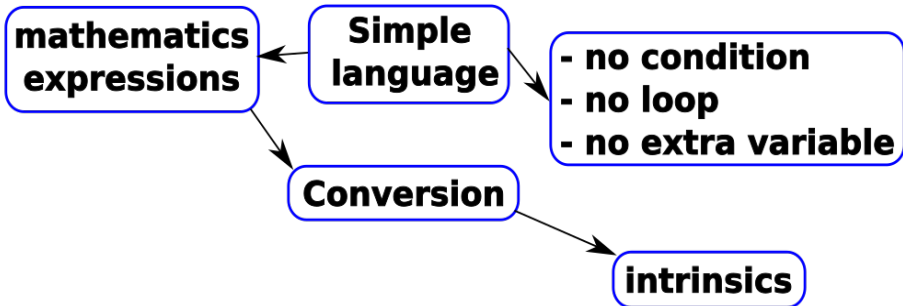 mathematics
expressions
Simple
language
- no condition
- no loop
- no extra variable
Conversion
intrinsics